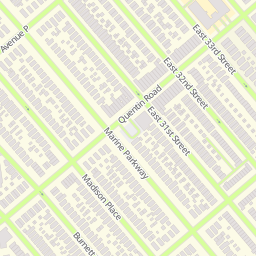 Avenue P
East 33rd Street
East 32nd Street
Quentin Road
East 31st Street
Marine Parkway
Madison Place
Burnett